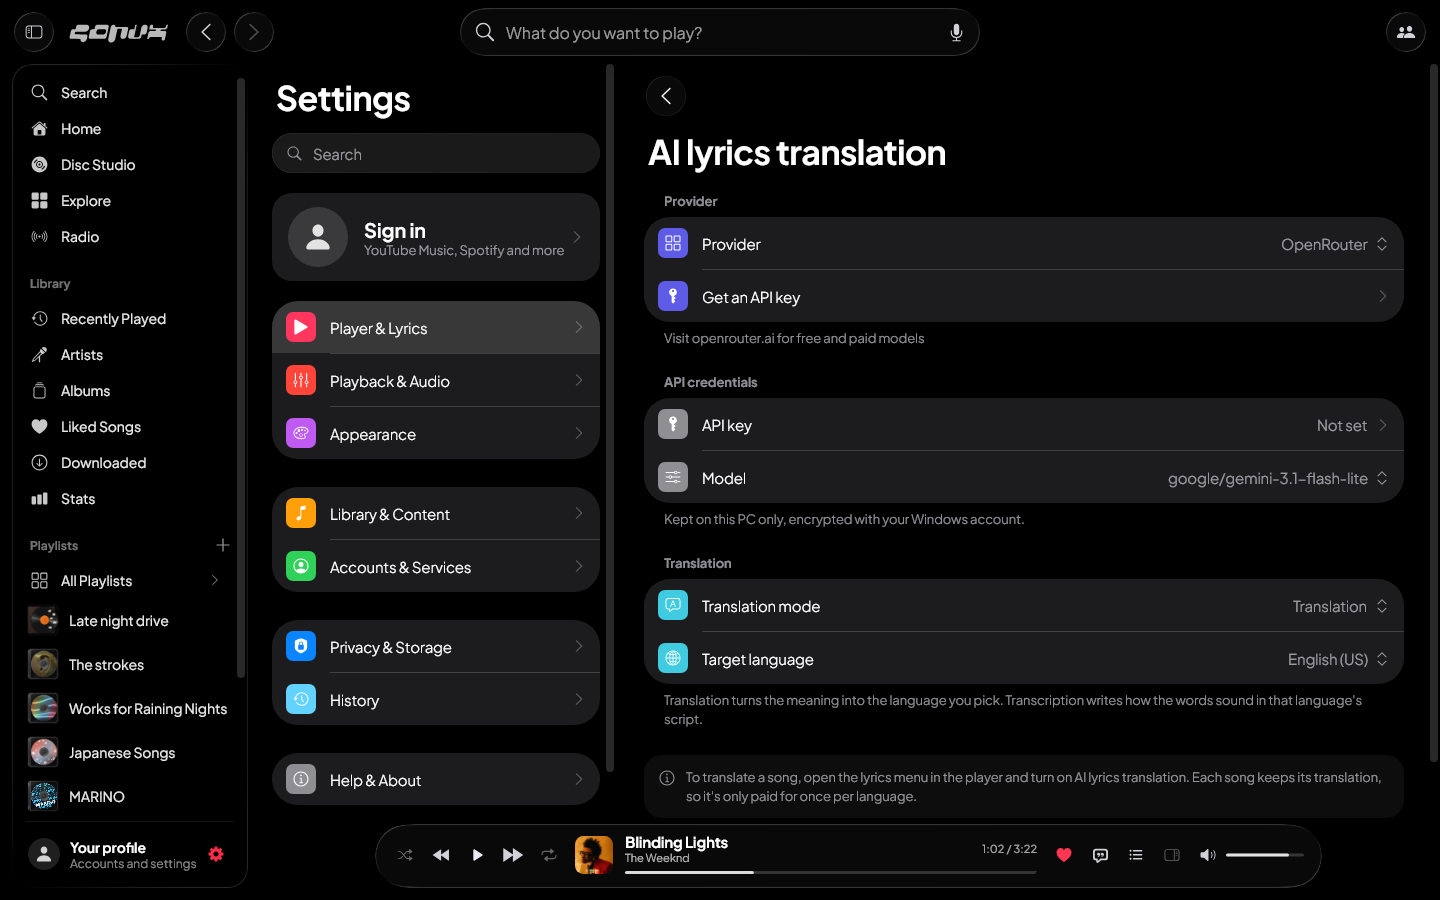 sonux
What do you want to play?
Search
Home
Disc Studio
Explore
Radio
Library
Recently Played
Artists
Albums
Liked Songs
Downloaded
Stats
Playlists
All Playlists
Late night drive
The strokes
Works for Raining Nights
Japanese Songs
MARINO
Your profile
Accounts and settings
Settings
Search
Sign in
YouTube Music, Spotify and more
Player & Lyrics
Playback & Audio
Appearance
Library & Content
Accounts & Services
Privacy & Storage
History
Help & About
AI lyrics translation
Provider
Provider OpenRouter
Get an API key
Visit openrouter.ai for free and paid models
API credentials
API key Not set
Model google/gemini-3.1-flash-lite
Kept on this PC only, encrypted with your Windows account.
Translation
Translation mode Translation
Target language English (US)
Translation turns the meaning into the language you pick. Transcription writes how the words sound in that language's
script.
To translate a song, open the lyrics menu in the player and turn on AI lyrics translation. Each song keeps its translation,
so it's only paid for once per language.
Blinding Lights
The Weeknd
1:02 / 3:22